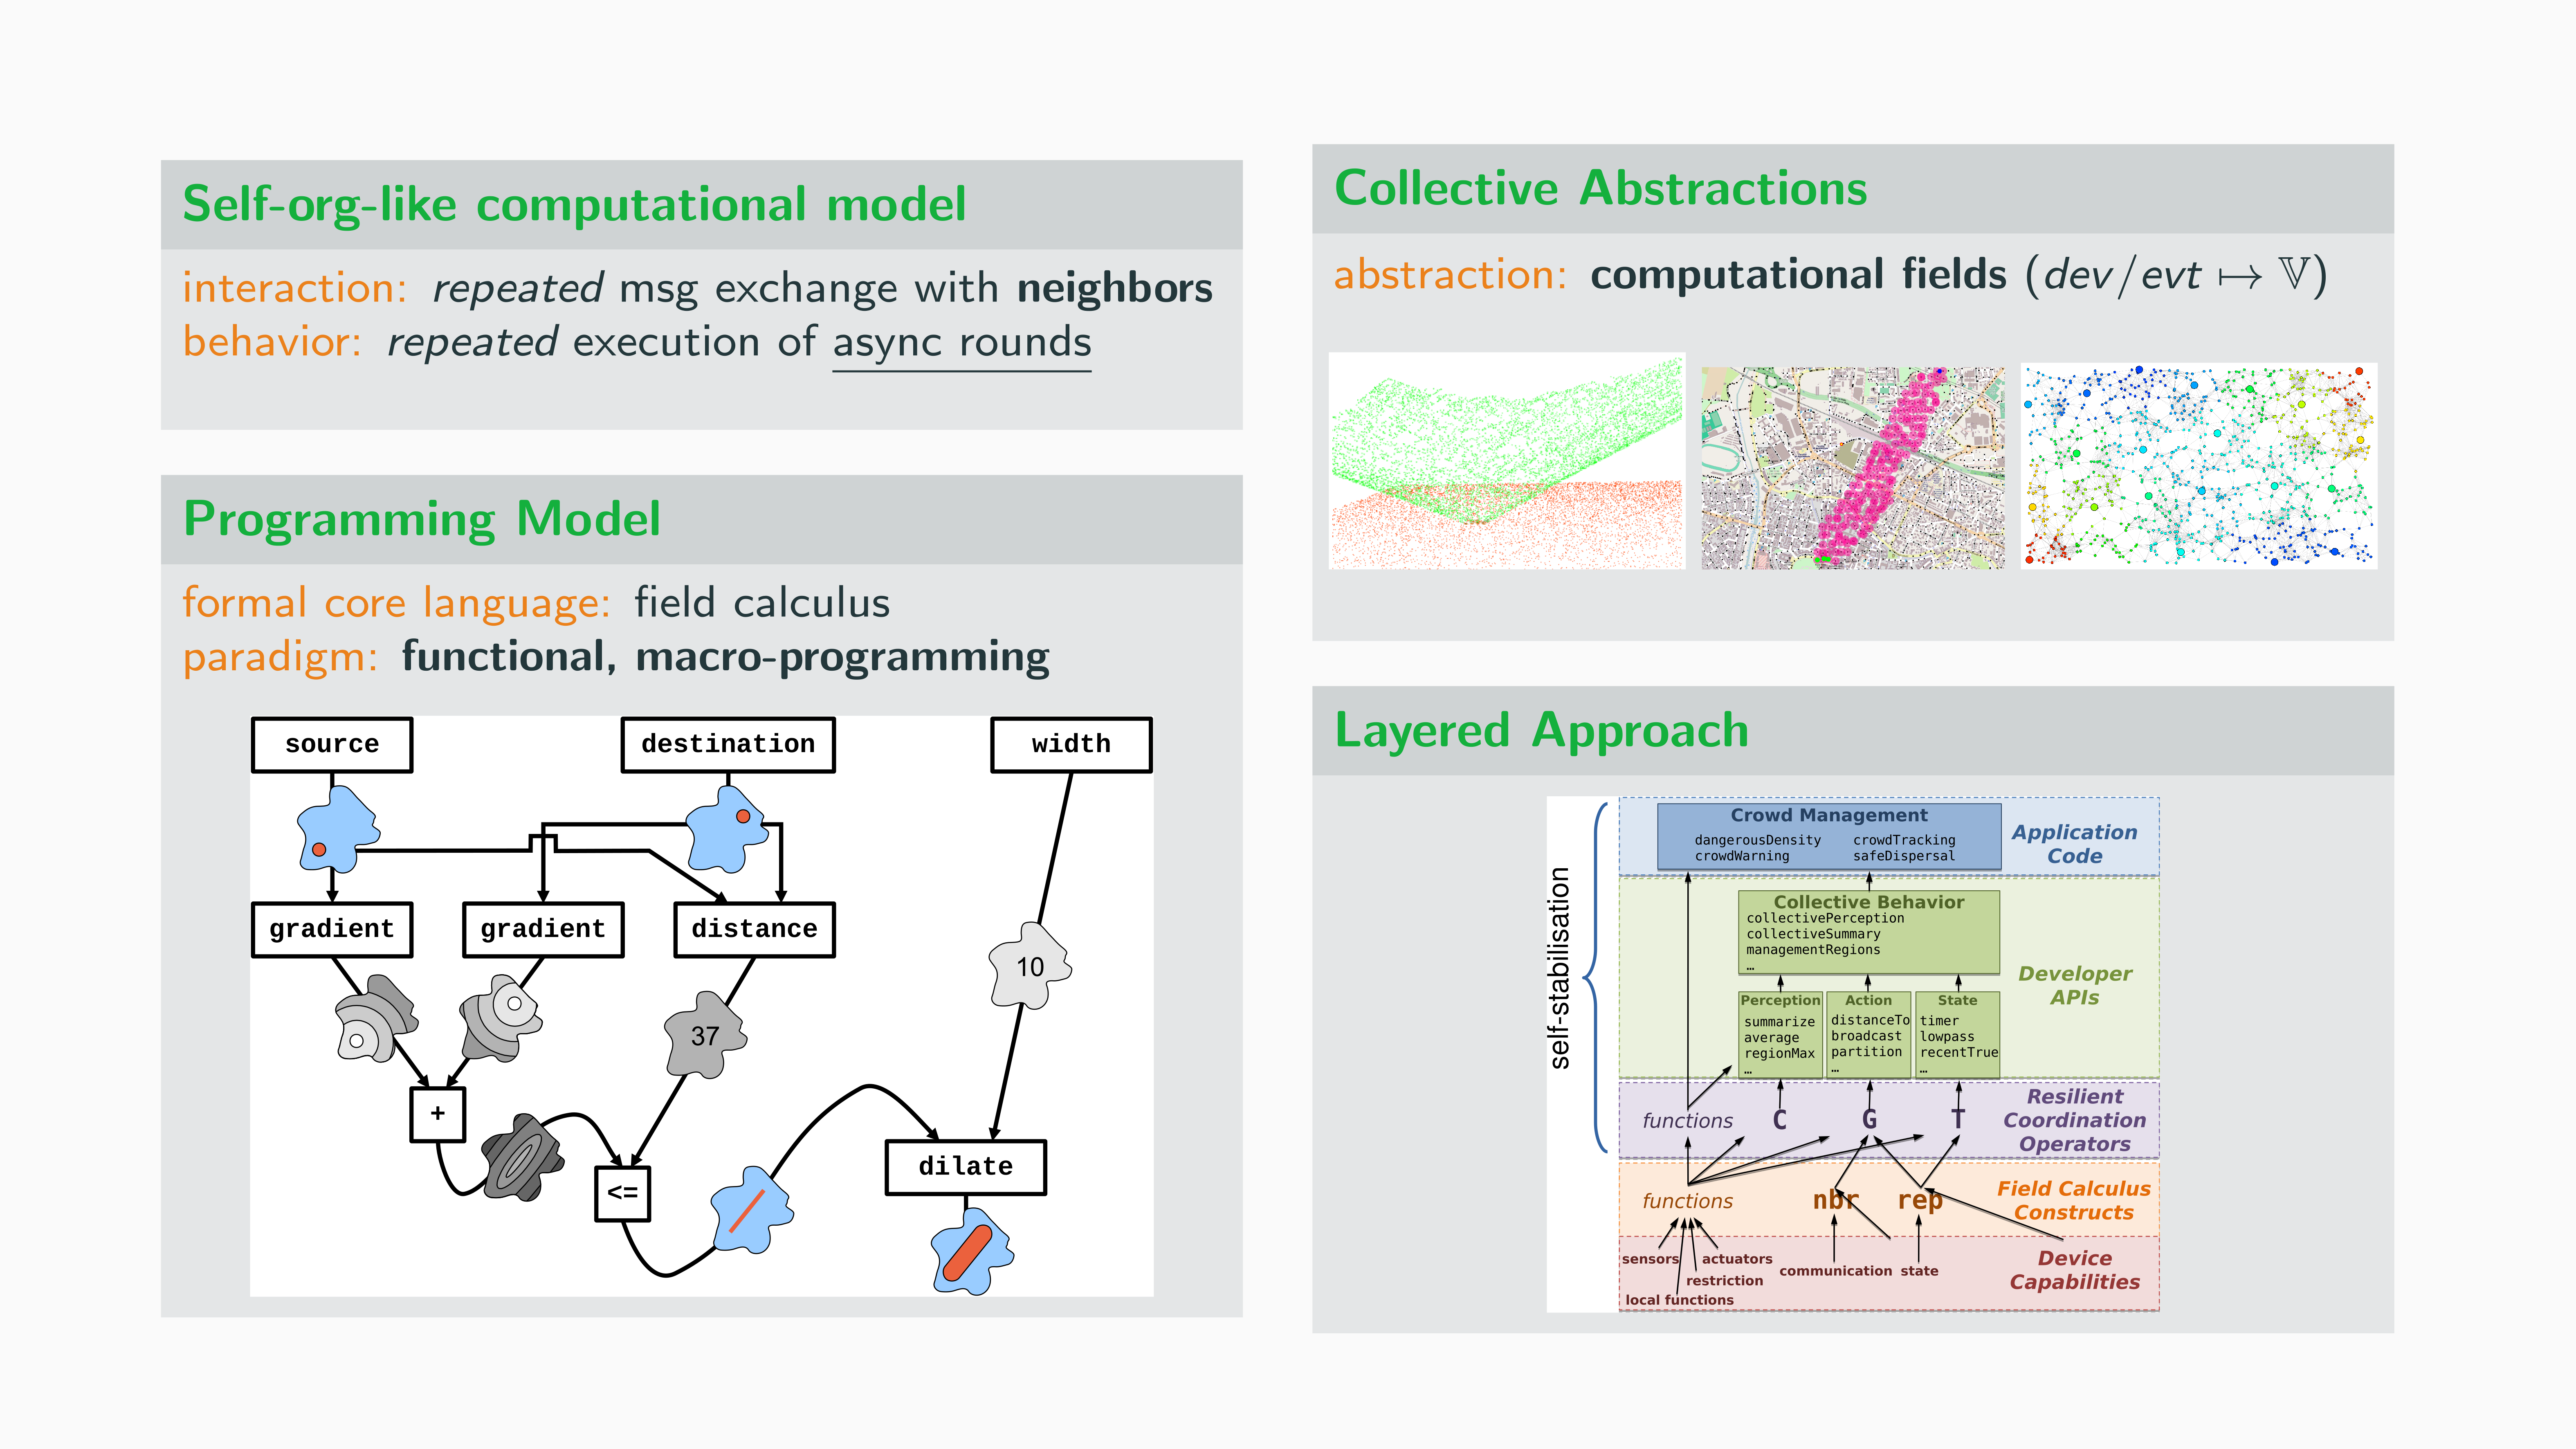 Self-org-like computational model
interaction: repeated msg exchange with neighbors
behavior: repeated execution of async rounds
Programming Model
formal core language: field calculus
paradigm: functional, macro-programming
source
destination
width
gradient
gradient
distance
10
37
+
<=
dilate
Collective Abstractions
abstraction: computational fields (dev/evt ↦ 𝕍)
Layered Approach
self-stabilisation
Crowd Management
dangerousDensity crowdTracking
crowdWarning safeDispersal
Application
Code
Collective Behavior
collectivePerception
collectiveSummary
managementRegions
…
Developer
APIs
Perception
summarize
average
regionMax
…
Action
distanceTo
broadcast
partition
…
State
timer
lowpass
recentTrue
…
functions C G T
Resilient
Coordination
Operators
functions nbr rep
Field Calculus
Constructs
sensors actuators
restriction
local functions
communication state
Device
Capabilities